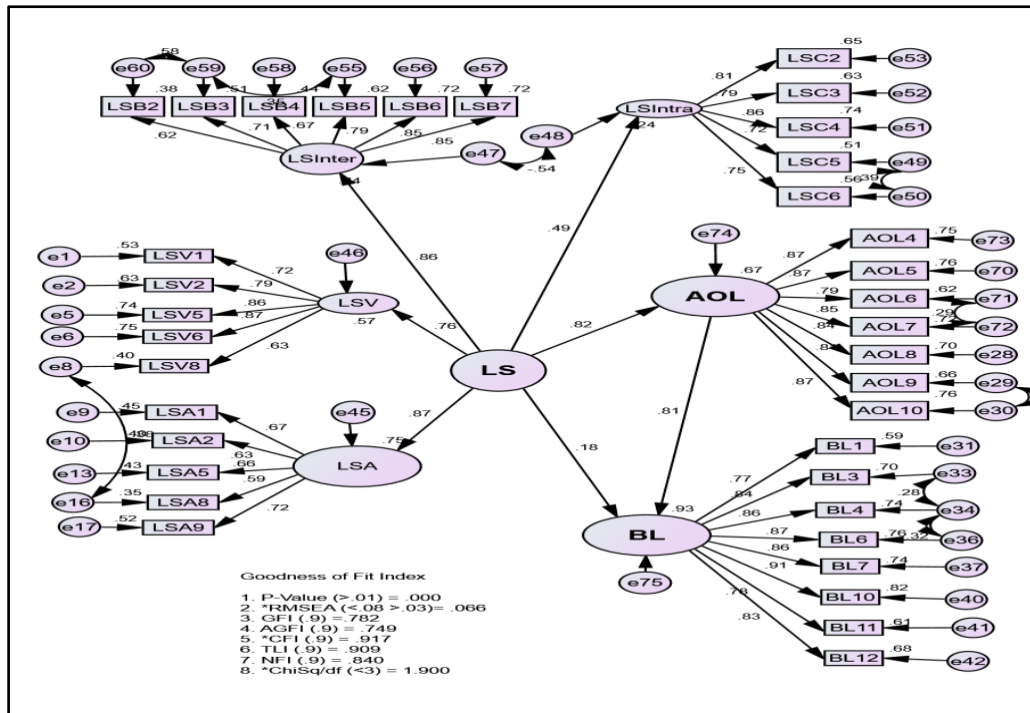 .58
.65
e60 e59 e58 e55 e56 e57
LSC2 e53
.38 .51 .44 .62 .72 .72
.81 .63
LSB2 LSB3 LSB4 LSB5 LSB6 LSB7
.79 LSC3 e52
LSIntra
.86 .74
.62 .71 .67 .79 .85 .85
.24 LSC4 e51
.72 .51
LSInter e47 e48
LSC5 e49
-.54
.75 .56 .39
LSC6 e50
.49
e74 AOL4 .75 e73
.86
.87
e1 .53 LSV1 e46
.67 .87 AOL5 .76 e70
.72
AOL
.79 AOL6 .62 e71
e2 .63 LSV2 .79
.85 .29
LSV
e5 .74 LSV5 .86
AOL7 e72
.57 .82 .84
e6 .75 LSV6 .87
.76
AOL8 .70 e28
.63
LS
e8 .40 LSV8
.87 AOL9 .66 e29
AOL10 .76 e30
.81
e9 .45 LSA1 e45
.87
.67
e10 LSA2 .75
.18
.63
BL1 .59 e31
LSA
e13 .43 LSA5 .66
.77 BL3 .70 e33
.59
.84 .28
e16 .35 LSA8
.93 .86 BL4 .74 e34
.72
e17 .52 LSA9
BL .87 BL6 .76 .32 e36
.86 BL7 .74 e37
Goodness of Fit Index
e75 .91 BL10 .82 e40
1. P-Value (>.01) = .000
.78
2. *RMSEA (<.08 >.03)= .066
.83 BL11 .61 e41
3. GFI (.9) =.782
4. AGFI (.9) =.749
BL12 .68 e42
5. *CFI (.9) =.917
6. TLI (.9) =.909
7. NFI (.9) = .840
8. *ChiSq/df (<3) = 1.900